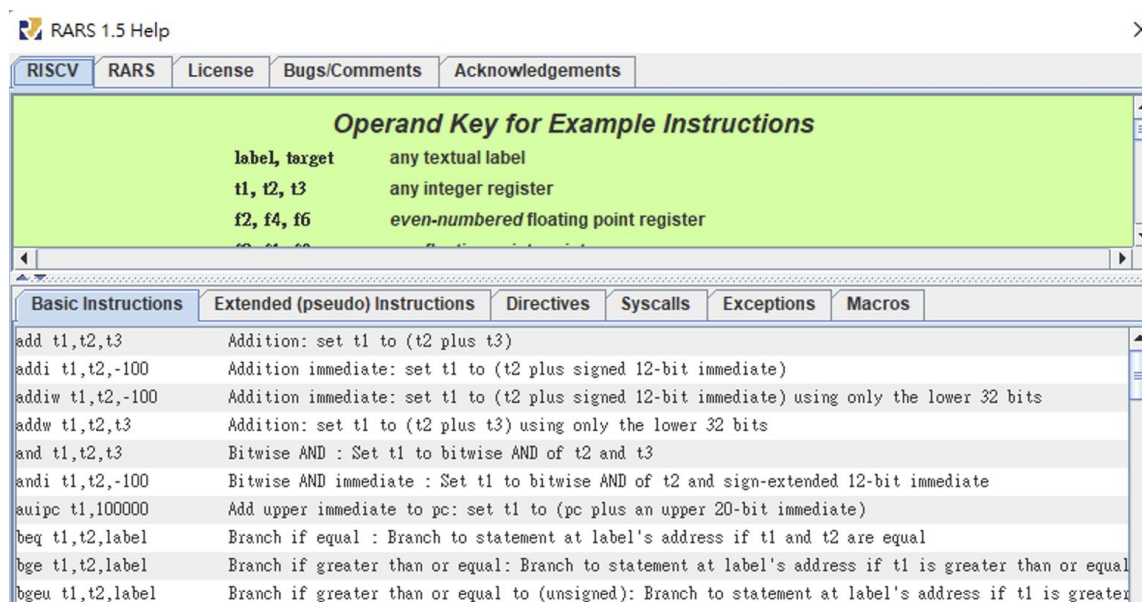 RARS 1.5 Help
RISCV RARS License Bugs/Comments Acknowledgements
Operand Key for Example Instructions
label, target any textual label
t1, t2, t3 any integer register
f2, f4, f6 even-numbered floating point register
Basic Instructions Extended (pseudo) Instructions Directives Syscalls Exceptions Macros
add t1,t2,t3 Addition: set t1 to (t2 plus t3)
addi t1,t2,-100 Addition immediate: set t1 to (t2 plus signed 12-bit immediate)
addiw t1,t2,-100 Addition immediate: set t1 to (t2 plus signed 12-bit immediate) using only the lower 32 bits
addw t1,t2,t3 Addition: set t1 to (t2 plus t3) using only the lower 32 bits
and t1,t2,t3 Bitwise AND : Set t1 to bitwise AND of t2 and t3
andi t1,t2,-100 Bitwise AND immediate : Set t1 to bitwise AND of t2 and sign-extended 12-bit immediate
auipc t1,100000 Add upper immediate to pc: set t1 to (pc plus an upper 20-bit immediate)
beq t1,t2,label Branch if equal : Branch to statement at label's address if t1 and t2 are equal
bge t1,t2,label Branch if greater than or equal: Branch to statement at label's address if t1 is greater than or equal
bgeu t1,t2,label Branch if greater than or equal to (unsigned): Branch to statement at label's address if t1 is greater